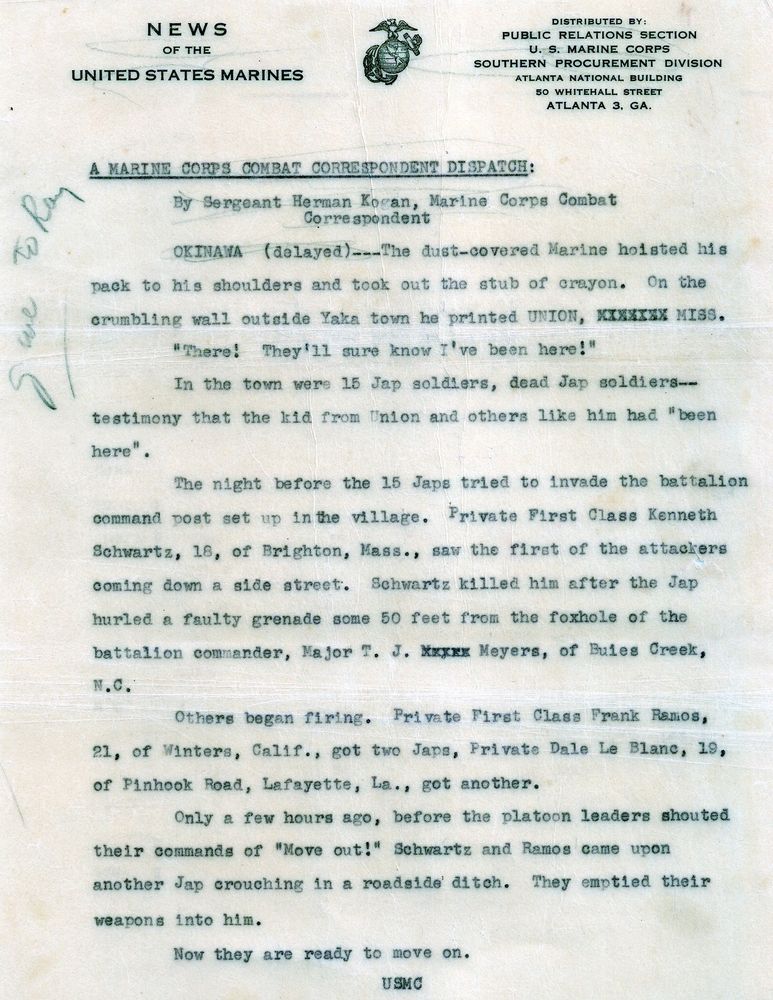 NEWS
OF THE
UNITED STATES MARINES
DISTRIBUTED BY:
PUBLIC RELATIONS SECTION
U. S. MARINE CORPS
SOUTHERN PROCUREMENT DIVISION
ATLANTA NATIONAL BUILDING
50 WHITEHALL STREET
ATLANTA 3, GA.
gave to Ray
A MARINE CORPS COMBAT CORRESPONDENT DISPATCH:
By Sergeant Herman Kogan, Marine Corps Combat
Correspondent
OKINAWA (delayed)---The dust-covered Marine hoisted his
pack to his shoulders and took out the stub of crayon. On the
crumbling wall outside Yaka town he printed UNION, MISS.
"There! They'll sure know I've been here!"
In the town were 15 Jap soldiers, dead Jap soldiers--
testimony that the kid from Union and others like him had "been
here".
The night before the 15 Japs tried to invade the battalion
command post set up in the village. Private First Class Kenneth
Schwartz, 18, of Brighton, Mass., saw the first of the attackers
coming down a side street. Schwartz killed him after the Jap
hurled a faulty grenade some 50 feet from the foxhole of the
battalion commander, Major T. J. Meyers, of Buies Creek,
N.C.
Others began firing. Private First Class Frank Ramos,
21, of Winters, Calif., got two Japs, Private Dale Le Blanc, 19,
of Pinhook Road, Lafayette, La., got another.
Only a few hours ago, before the platoon leaders shouted
their commands of "Move out!" Schwartz and Ramos came upon
another Jap crouching in a roadside ditch. They emptied their
weapons into him.
Now they are ready to move on.
USMC